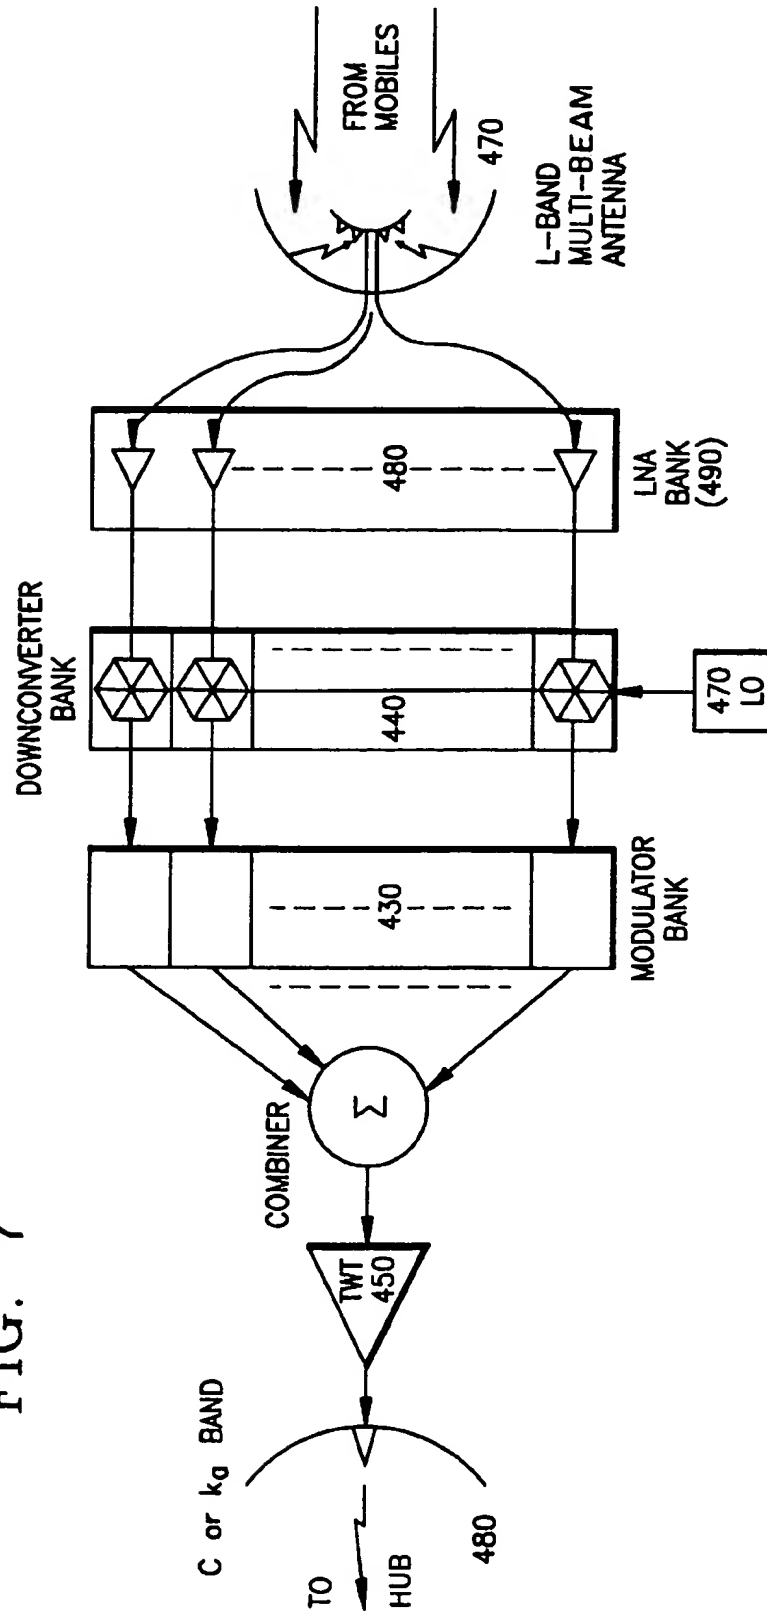 FIG.
C or ka BAND
TO
HUB
480
TWT
450
COMBINER
Σ
430
MODULATOR
BANK
DOWNCONVERTER
BANK
440
470
LO
480
LNA
BANK
(490)
FROM
MOBILES
470
L-BAND
MULTI-BEAM
ANTENNA